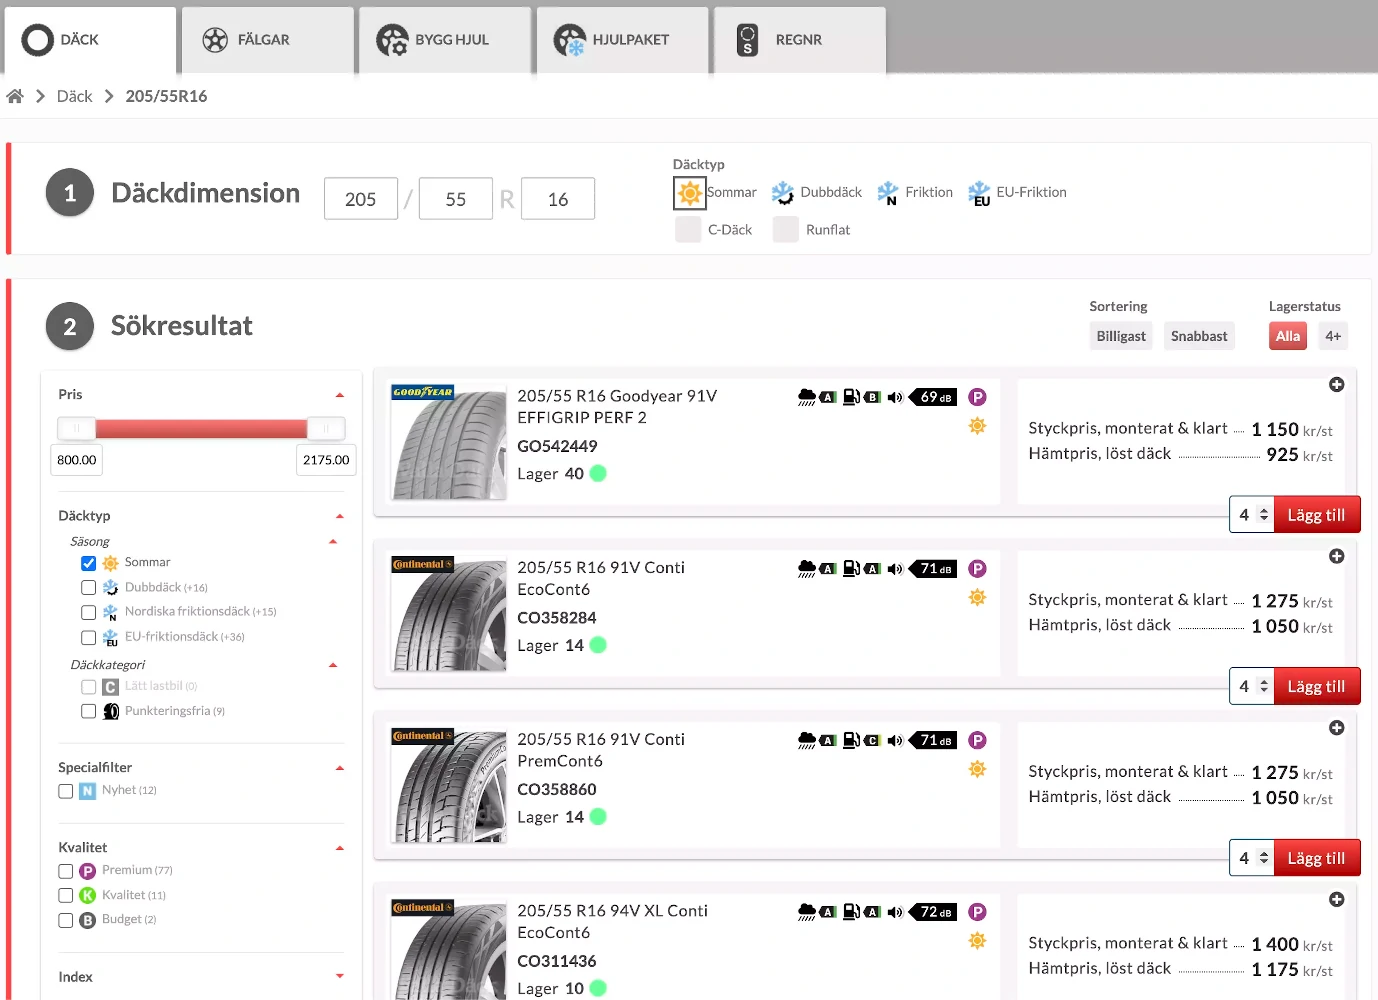 DÄCK
FÄLGAR
BYGG HJUL
HJULPAKET
S
REGNR
Däck
205/55R16
1 Däckdimension 205 / 55 R 16
Däcktyp
Sommar
Dubbdäck
N Friktion
EU EU-Friktion
C-Däck
Runflat
2 Sökresultat
Sortering
Billigast
Snabbast
Lagerstatus
Alla
4+
Pris
800.00
2175.00
Däcktyp
Säsong
Sommar
Dubbdäck (+16)
N Nordiska friktionsdäck (+15)
EU EU-friktionsdäck (+36)
Däckkategori
C Lätt lastbil (0)
Punkteringsfria (9)
Specialfilter
N Nyhet (12)
Kvalitet
P Premium (77)
K Kvalitet (11)
B Budget (2)
Index
GOODYEAR
205/55 R16 Goodyear 91V
EFFIGRIP PERF 2
GO542449
Lager 40
A B 69 dB P
Styckpris, monterat & klart 1 150 kr/st
Hämtpris, löst däck 925 kr/st
4 Lägg till
Continental
205/55 R16 91V Conti
EcoCont6
CO358284
Lager 14
A A 71 dB P
Styckpris, monterat & klart 1 275 kr/st
Hämtpris, löst däck 1 050 kr/st
4 Lägg till
Continental
205/55 R16 91V Conti
PremCont6
CO358860
Lager 14
A C 71 dB P
Styckpris, monterat & klart 1 275 kr/st
Hämtpris, löst däck 1 050 kr/st
4 Lägg till
Continental
205/55 R16 94V XL Conti
EcoCont6
CO311436
Lager 10
A A 72 dB P
Styckpris, monterat & klart 1 400 kr/st
Hämtpris, löst däck 1 175 kr/st